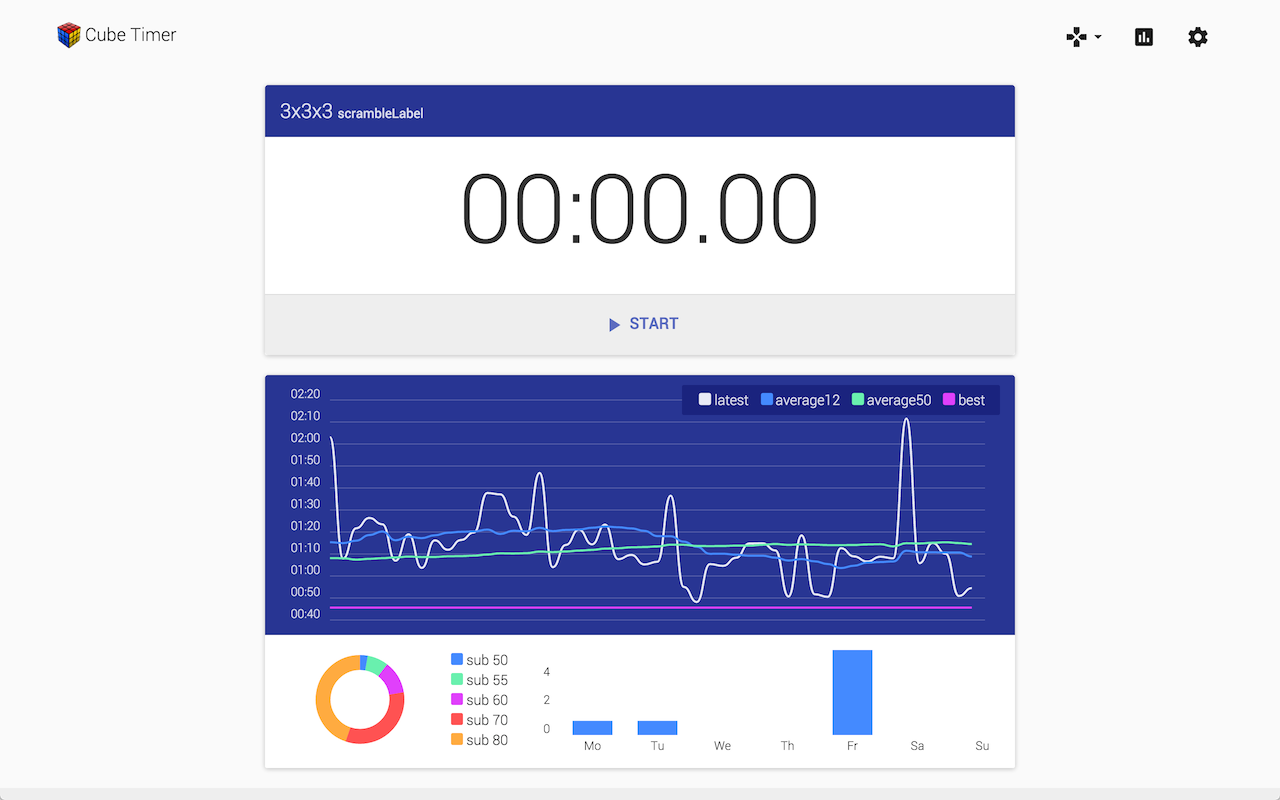 Cube Timer
3x3x3 scrambleLabel
00:00.00
START
latest average12 average50 best
02:20
02:10
02:00
01:50
01:40
01:30
01:20
01:10
01:00
00:50
00:40
sub 50
sub 55
sub 60
sub 70
sub 80
4
2
0
Mo Tu We Th Fr Sa Su